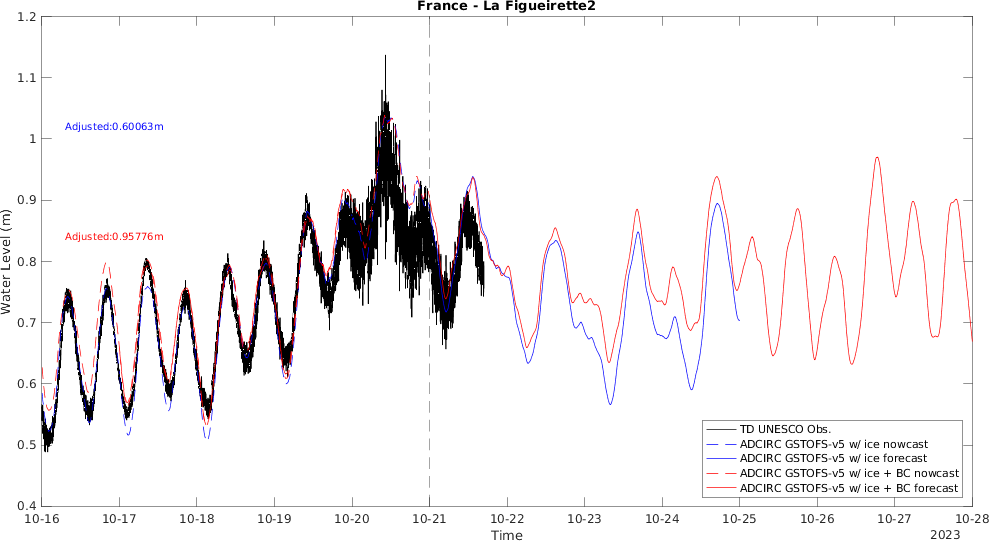 France - La Figueirette2
1.2
1.1
1
0.9
0.8
0.7
0.6
0.5
0.4
Water Level (m)
Adjusted:0.60063m
Adjusted:0.95776m
TD UNESCO Obs.
ADCIRC GSTOFS-v5 w/ ice nowcast
ADCIRC GSTOFS-v5 w/ ice forecast
ADCIRC GSTOFS-v5 w/ ice + BC nowcast
ADCIRC GSTOFS-v5 w/ ice + BC forecast
10-16 10-17 10-18 10-19 10-20 10-21 10-22 10-23 10-24 10-25 10-26 10-27 10-28
Time
2023